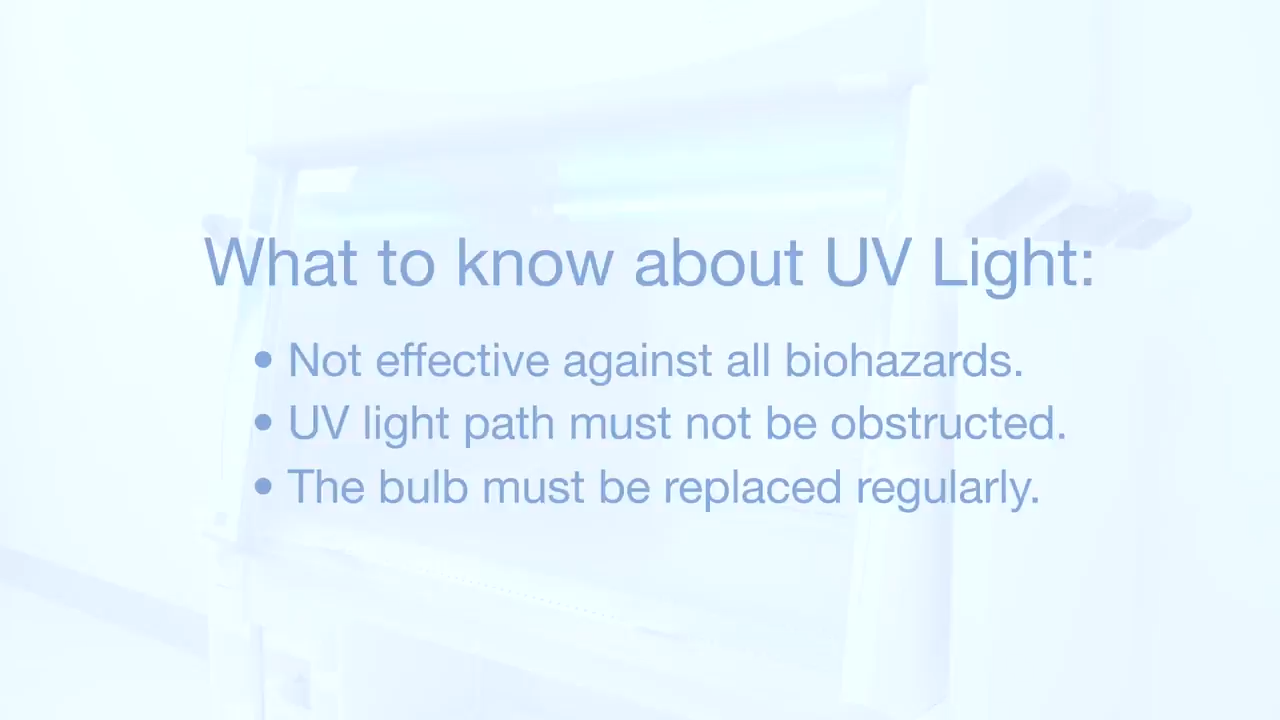 What to know about UV Light:
• Not effective against all biohazards.
• UV light path must not be obstructed.
• The bulb must be replaced regularly.